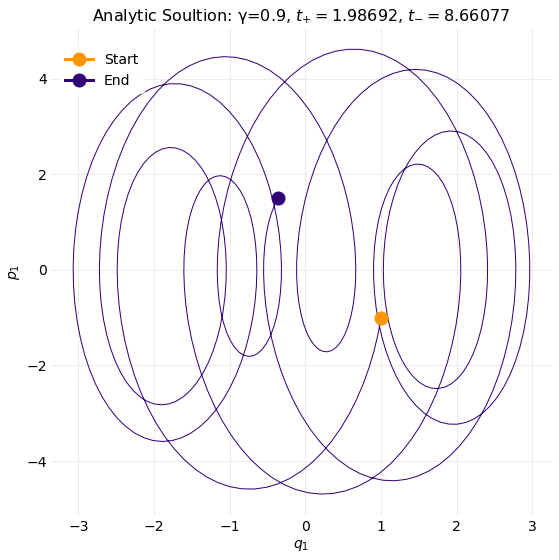 Analytic Soultion: γ=0.9, t₊ = 1.98692, t₋ = 8.66077
Start
End
4
2
0
−2
−4
p₁
−3
−2
−1
0
1
2
3
q₁